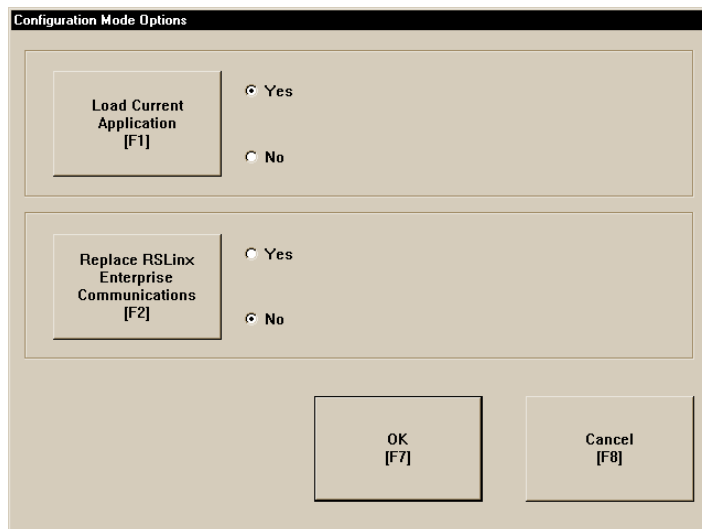 Configuration Mode Options
Load Current
Application
[F1]
Yes
No
Replace RSLinx
Enterprise
Communications
[F2]
Yes
No
OK
[F7]
Cancel
[F8]